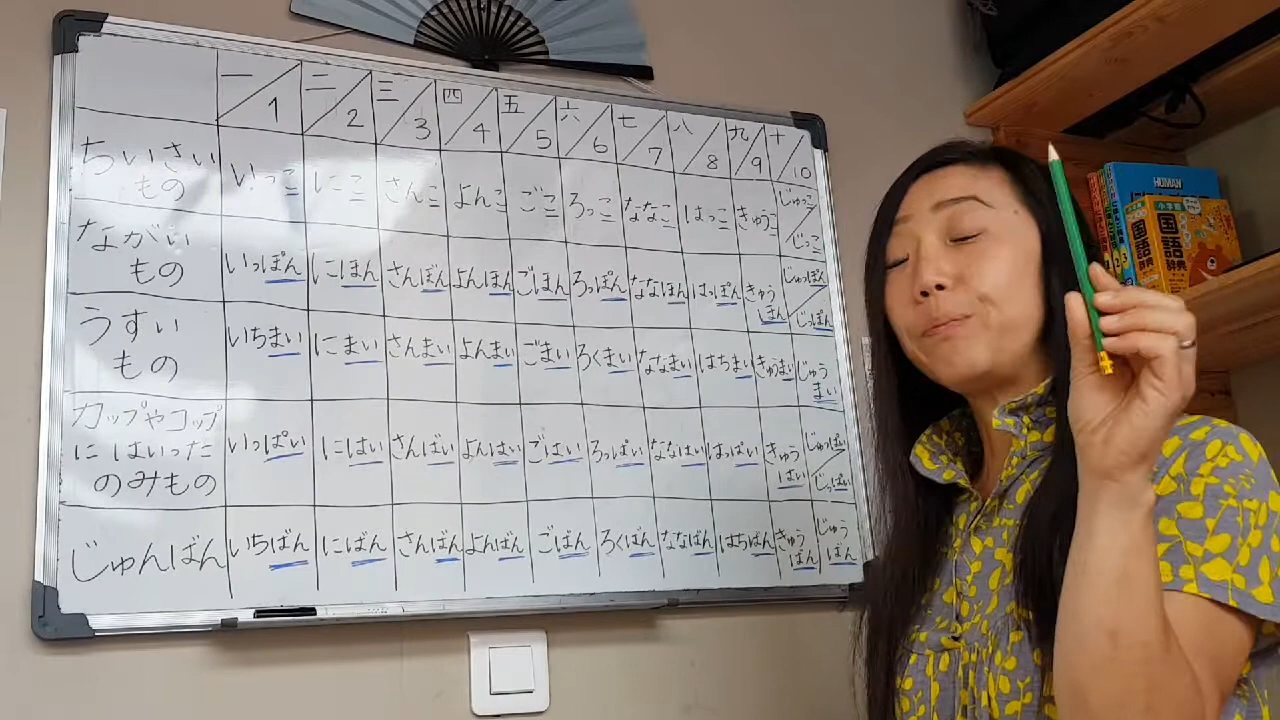 一 1 二 2 三 3 四 4 五 5 六 6 七 7 八 8 九 9 十 10
ちいさい
もの
いっこ にこ さんこ よんこ ごこ ろっこ ななこ はっこ きゅうこ じゅっこ
じっこ
ながい
もの
いっぽん にほん さんぼん よんほん ごほん ろっぽん ななほん はっぽん きゅう
ほん
じゅっぽん
じっぽん
うすい
もの
いちまい にまい さんまい よんまい ごまい ろくまい ななまい はちまい きゅうまい じゅう
まい
カップやコップ
にはいった
のみもの
いっぱい にはい さんばい よんはい ごはい ろっぱい ななはい はっぱい きゅう
はい
じゅっぱい
じっぱい
じゅんばん
いちばん にばん さんばん よんばん ごばん ろくばん ななばん はちばん きゅう
ばん
じゅう
ばん
HUMAN
小学館
国語
辞典
国語
辞典
1 2 3